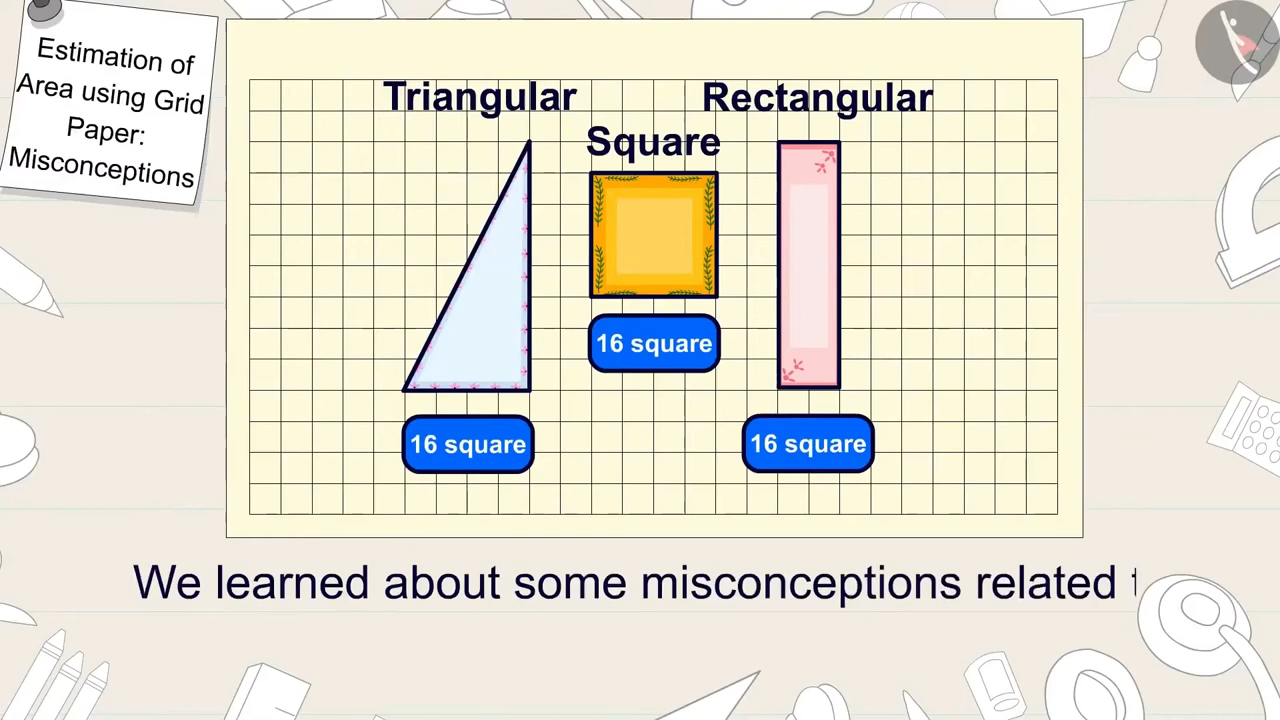 Estimation of
Area using Grid
Paper:
Misconceptions
Triangular
Rectangular
Square
16 square
16 square
16 square
We learned about some misconceptions related